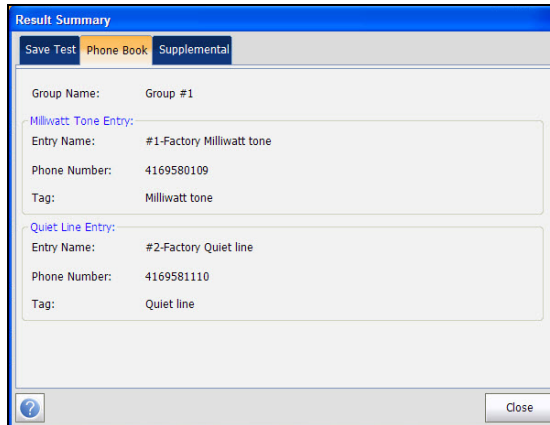 Result Summary
Save Test Phone Book Supplemental
Group Name: Group #1
Milliwatt Tone Entry:
Entry Name: #1-Factory Milliwatt tone
Phone Number: 4169580109
Tag: Milliwatt tone
Quiet Line Entry:
Entry Name: #2-Factory Quiet line
Phone Number: 4169581110
Tag: Quiet line
? Close